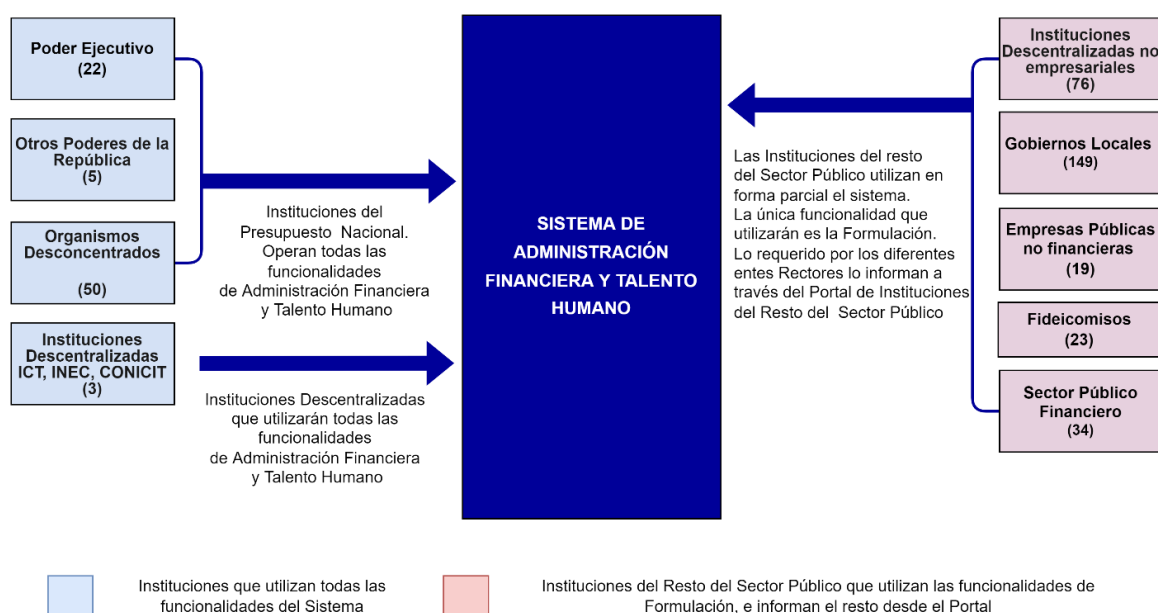 Poder Ejecutivo
(22)
Otros Poderes de la
República
(5)
Organismos
Desconcentrados
(50)
Instituciones
Descentralizadas
ICT, INEC, CONICIT
(3)
Instituciones del
Presupuesto Nacional.
Operan todas las
funcionalidades
de Administración Financiera
y Talento Humano
Instituciones Descentralizadas
que utilizarán todas las
funcionalidades
de Administración Financiera
y Talento Humano
SISTEMA DE
ADMINISTRACIÓN
FINANCIERA Y TALENTO
HUMANO
Las Instituciones del resto
del Sector Público utilizan en
forma parcial el sistema.
La única funcionalidad que
utilizarán es la Formulación.
Lo requerido por los diferentes
entes Rectores lo informan a
través del Portal de Instituciones
del Resto del Sector Público
Instituciones
Descentralizadas no
empresariales
(76)
Gobiernos Locales
(149)
Empresas Públicas
no financieras
(19)
Fideicomisos
(23)
Sector Público
Financiero
(34)
Instituciones que utilizan todas las
funcionalidades del Sistema
Instituciones del Resto del Sector Público que utilizan las funcionalidades de
Formulación, e informan el resto desde el Portal